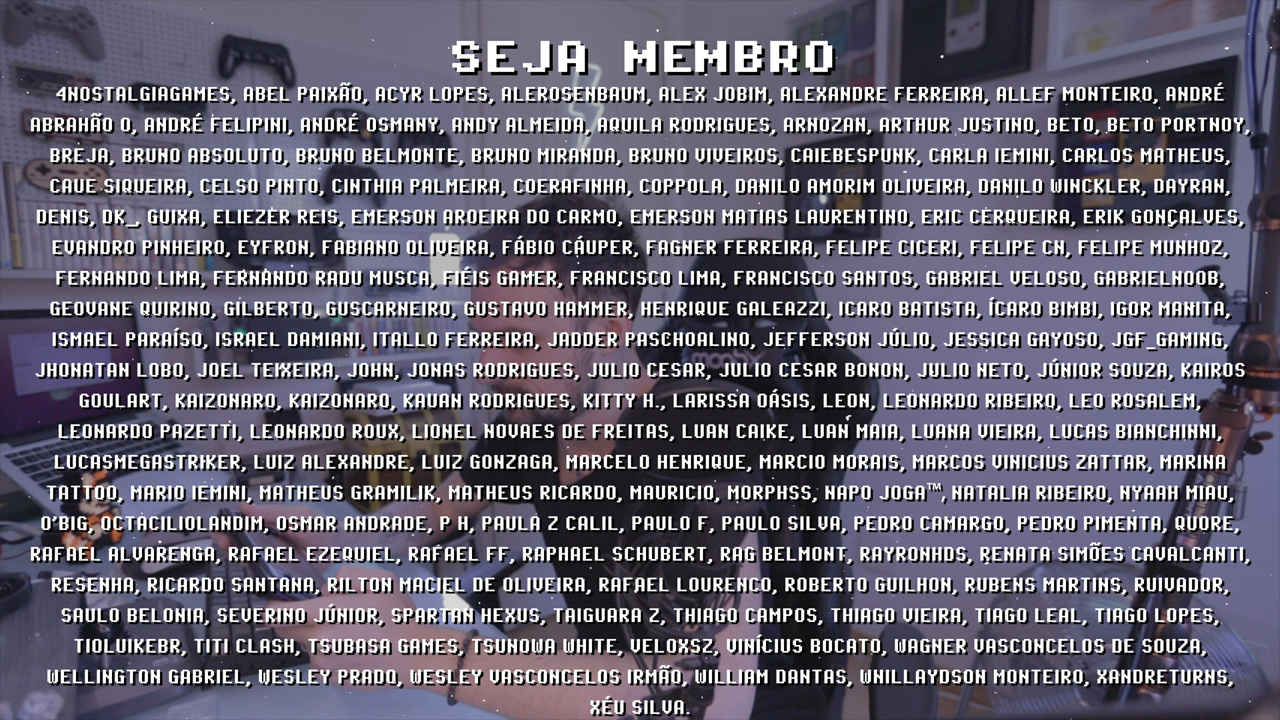 SEJA MEMBRO
4NOSTALGIAGAMES, ABEL PAIXÃO, ACYR LOPES, ALEROSENBAUM, ALEX JOBIM, ALEXANDRE FERREIRA, ALLEF MONTEIRO, ANDRÉ
ABRAHÃO O, ANDRÉ FELIPINI, ANDRÉ OSMANY, ANDY ALMEIDA, AQUILA RODRIGUES, ARNOZAN, ARTHUR JUSTINO, BETO, BETO PORTNOY,
BREJA, BRUNO ABSOLUTO, BRUNO BELMONTE, BRUNO MIRANDA, BRUNO VIVEIROS, CAIEBESPUNK, CARLA IEMINI, CARLOS MATHEUS,
CAUE SIQUEIRA, CELSO PINTO, CINTHIA PALMEIRA, COERAFINHA, COPPOLA, DANILO AMORIM OLIVEIRA, DANILO WINCKLER, DAYRAN,
DENIS, DK_, GUIXA, ELIEZER REIS, EMERSON AROEIRA DO CARMO, EMERSON MATIAS LAURENTINO, ERIC CERQUEIRA, ERIK GONÇALVES,
EVANDRO PINHEIRO, EYFRON, FABIANO OLIVEIRA, FÁBIO CÁUPER, FAGNER FERREIRA, FELIPE CICERI, FELIPE CN, FELIPE MUNHOZ,
FERNANDO LIMA, FERNANDO RADU MUSCA, FIÉIS GAMER, FRANCISCO LIMA, FRANCISCO SANTOS, GABRIEL VELOSO, GABRIELNOOB,
GEOVANE QUIRINO, GILBERTO, GUSCARNEIRO, GUSTAVO HAMMER, HENRIQUE GALEAZZI, ICARO BATISTA, ÍCARO BIMBI, IGOR MANITA,
ISMAEL PARAÍSO, ISRAEL DAMIANI, ITALLO FERREIRA, JADDER PASCHOALINO, JEFFERSON JÚLIO, JESSICA GAYOSO, JGF_GAMING,
JHONATAN LOBO, JOEL TEIXEIRA, JOHN, JONAS RODRIGUES, JULIO CESAR, JULIO CESAR BONON, JULIO NETO, JÚNIOR SOUZA, KAIROS
GOULART, KAIZONARO, KAIZONARO, KAUAN RODRIGUES, KITTY H., LARISSA OÁSIS, LEON, LEONARDO RIBEIRO, LEO ROSALEM,
LEONARDO PAZETTI, LEONARDO ROUX, LIONEL NOVAES DE FREITAS, LUAN CAIKE, LUAN MAIA, LUANA VIEIRA, LUCAS BIANCHINNI,
LUCASMEGASTRIKER, LUIZ ALEXANDRE, LUIZ GONZAGA, MARCELO HENRIQUE, MARCIO MORAIS, MARCOS VINICIUS ZATTAR, MARINA
TATTOO, MARIO IEMINI, MATHEUS GRAMILIK, MATHEUS RICARDO, MAURICIO, MORPHSS, NAPO JOGA™, NATALIA RIBEIRO, NYAAH MIAU,
O'BIG, OCTACILIOLANDIM, OSMAR ANDRADE, P H, PAULA Z CALIL, PAULO F, PAULO SILVA, PEDRO CAMARGO, PEDRO PIMENTA, QUORE,
RAFAEL ALVARENGA, RAFAEL EZEQUIEL, RAFAEL FF, RAPHAEL SCHUBERT, RAG BELMONT, RAYRONHDS, RENATA SIMÕES CAVALCANTI,
RESENHA, RICARDO SANTANA, RILTON MACIEL DE OLIVEIRA, RAFAEL LOURENCO, ROBERTO GUILHON, RUBENS MARTINS, RUIVADOR,
SAULO BELONIA, SEVERINO JÚNIOR, SPARTAN HEXUS, TAIGUARA Z, THIAGO CAMPOS, THIAGO VIEIRA, TIAGO LEAL, TIAGO LOPES,
TIOLUIKEBR, TITI CLASH, TSUBASA GAMES, TSUNOWA WHITE, VELOXSZ, VINÍCIUS BOCATO, WAGNER VASCONCELOS DE SOUZA,
WELLINGTON GABRIEL, WESLEY PRADO, WESLEY VASCONCELOS IRMÃO, WILLIAM DANTAS, WNILLAYDSON MONTEIRO, XANDRETURNS,
XÉU SILVA.